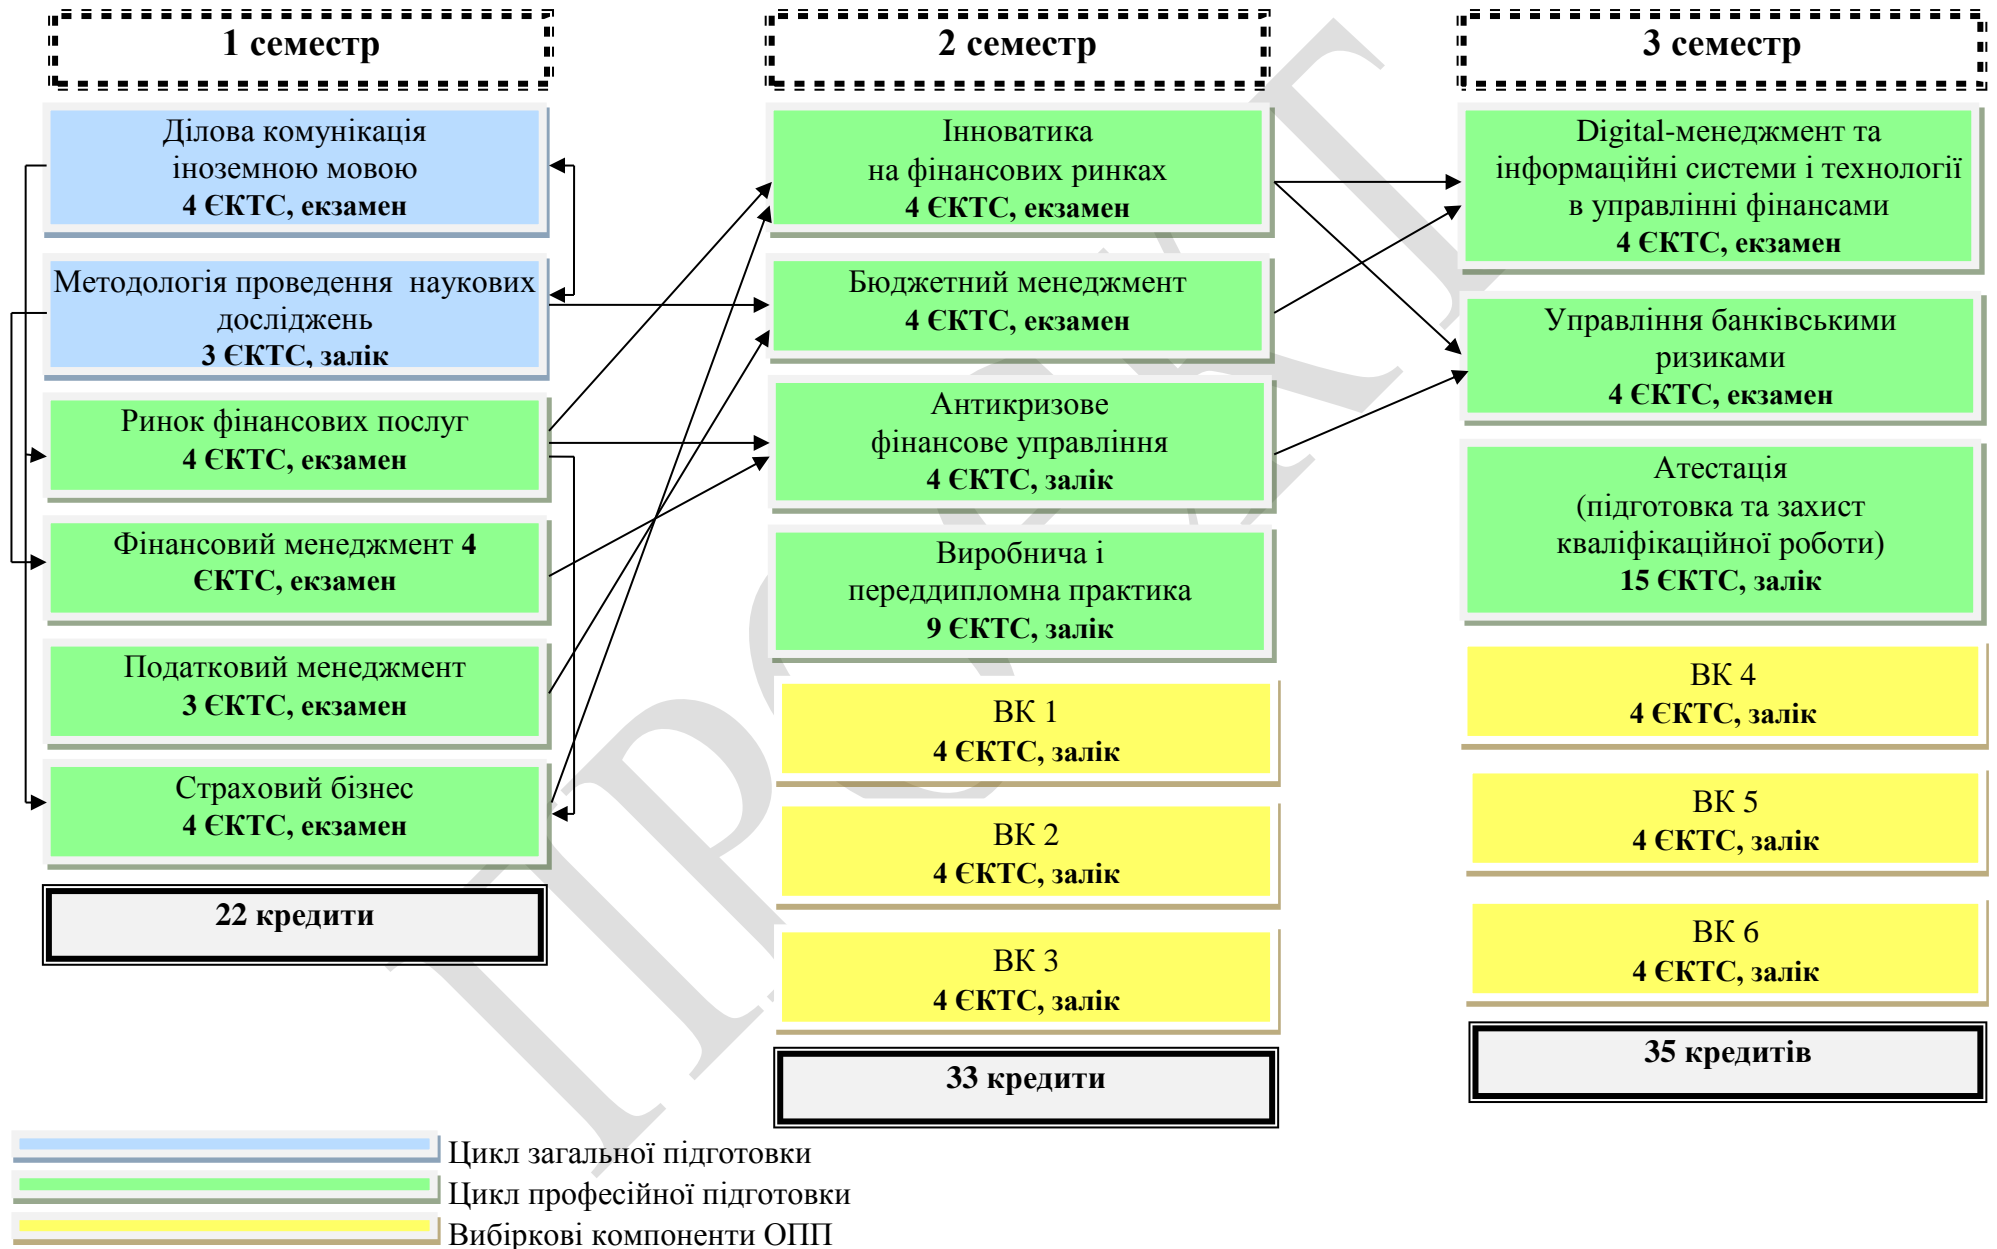 1 семестр
Ділова комунікація
іноземною мовою
4 ЄКТС, екзамен
Методологія проведення наукових
досліджень
3 ЄКТС, залік
Ринок фінансових послуг
4 ЄКТС, екзамен
Фінансовий менеджмент 4
ЄКТС, екзамен
Податковий менеджмент
3 ЄКТС, екзамен
Страховий бізнес
4 ЄКТС, екзамен
22 кредити
2 семестр
Інноватика
на фінансових ринках
4 ЄКТС, екзамен
Бюджетний менеджмент
4 ЄКТС, екзамен
Антикризове
фінансове управління
4 ЄКТС, залік
Виробнича і
переддипломна практика
9 ЄКТС, залік
ВК 1
4 ЄКТС, залік
ВК 2
4 ЄКТС, залік
ВК 3
4 ЄКТС, залік
33 кредити
3 семестр
Digital-менеджмент та
інформаційні системи і технології
в управлінні фінансами
4 ЄКТС, екзамен
Управління банківськими
ризиками
4 ЄКТС, екзамен
Атестація
(підготовка та захист
кваліфікаційної роботи)
15 ЄКТС, залік
ВК 4
4 ЄКТС, залік
ВК 5
4 ЄКТС, залік
ВК 6
4 ЄКТС, залік
35 кредитів
Цикл загальної підготовки
Цикл професійної підготовки
Вибіркові компоненти ОПП
ПРОЄКТ